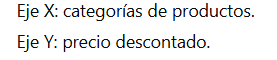 Eje X: categorías de productos.
Eje Y: precio descontado.